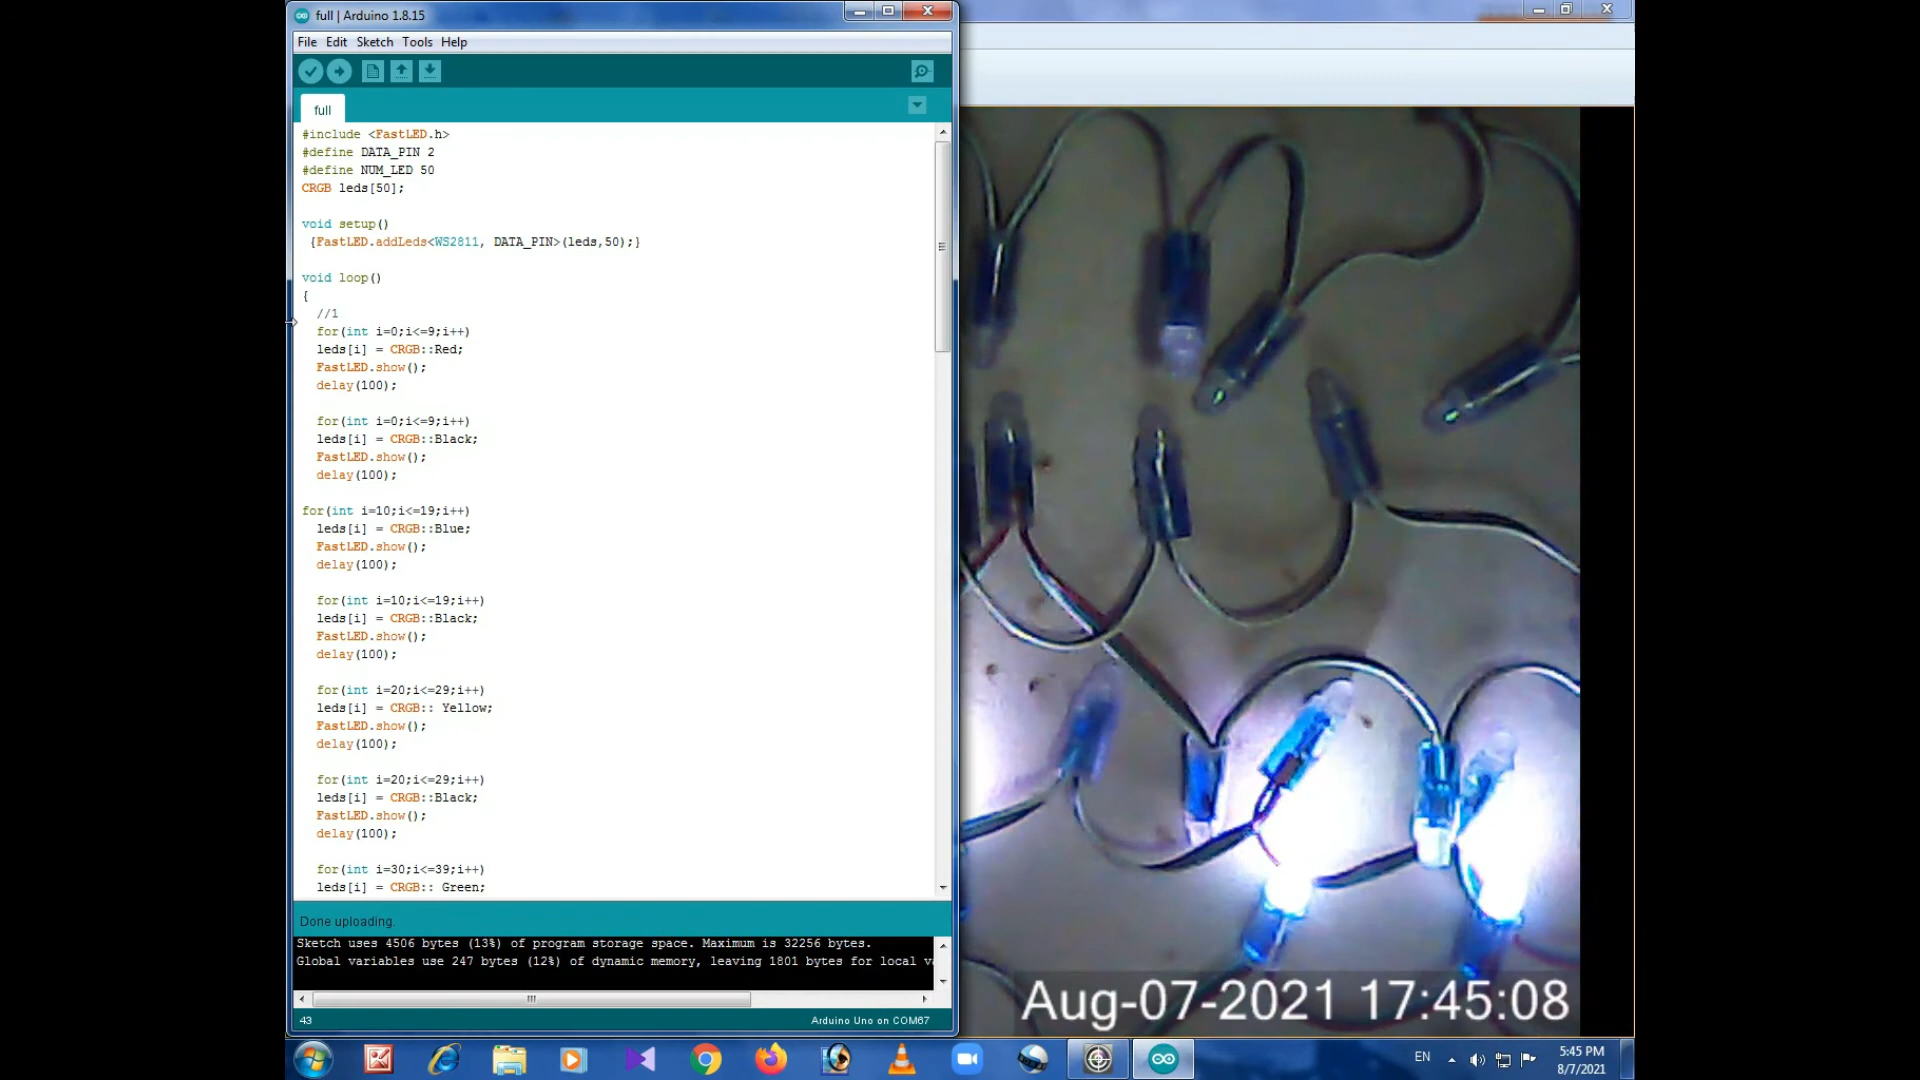 full | Arduino 1.8.15
File Edit Sketch Tools Help
full
#include <FastLED.h>
#define DATA_PIN 2
#define NUM_LED 50
CRGB leds[50];
void setup()
{FastLED.addLeds<WS2811, DATA_PIN>(leds,50);}
void loop()
{
//1
for(int i=0;i<=9;i++)
leds[i] = CRGB::Red;
FastLED.show();
delay(100);
for(int i=0;i<=9;i++)
leds[i] = CRGB::Black;
FastLED.show();
delay(100);
for(int i=10;i<=19;i++)
leds[i] = CRGB::Blue;
FastLED.show();
delay(100);
for(int i=10;i<=19;i++)
leds[i] = CRGB::Black;
FastLED.show();
delay(100);
for(int i=20;i<=29;i++)
leds[i] = CRGB:: Yellow;
FastLED.show();
delay(100);
for(int i=20;i<=29;i++)
leds[i] = CRGB::Black;
FastLED.show();
delay(100);
for(int i=30;i<=39;i++)
leds[i] = CRGB:: Green;
Done uploading.
Sketch uses 4506 bytes (13%) of program storage space. Maximum is 32256 bytes.
Global variables use 247 bytes (12%) of dynamic memory, leaving 1801 bytes for local v
43
Arduino Uno on COM67
Aug-07-2021 17:45:08
EN
5:45 PM
8/7/2021